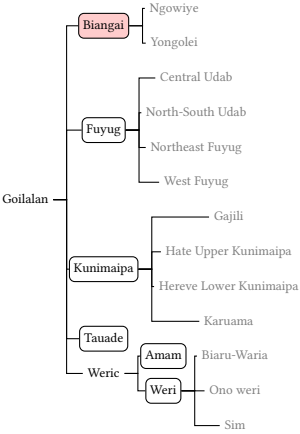 Ngowiye
Biangai
Yongolei
Central Udab
North-South Udab
Fuyug
Northeast Fuyug
West Fuyug
Goilalan
Gajili
Hate Upper Kunimaipa
Kunimaipa
Hereve Lower Kunimaipa
Karuama
Tauade
Amam
Biaru-Waria
Weric
Weri
Ono weri
Sim